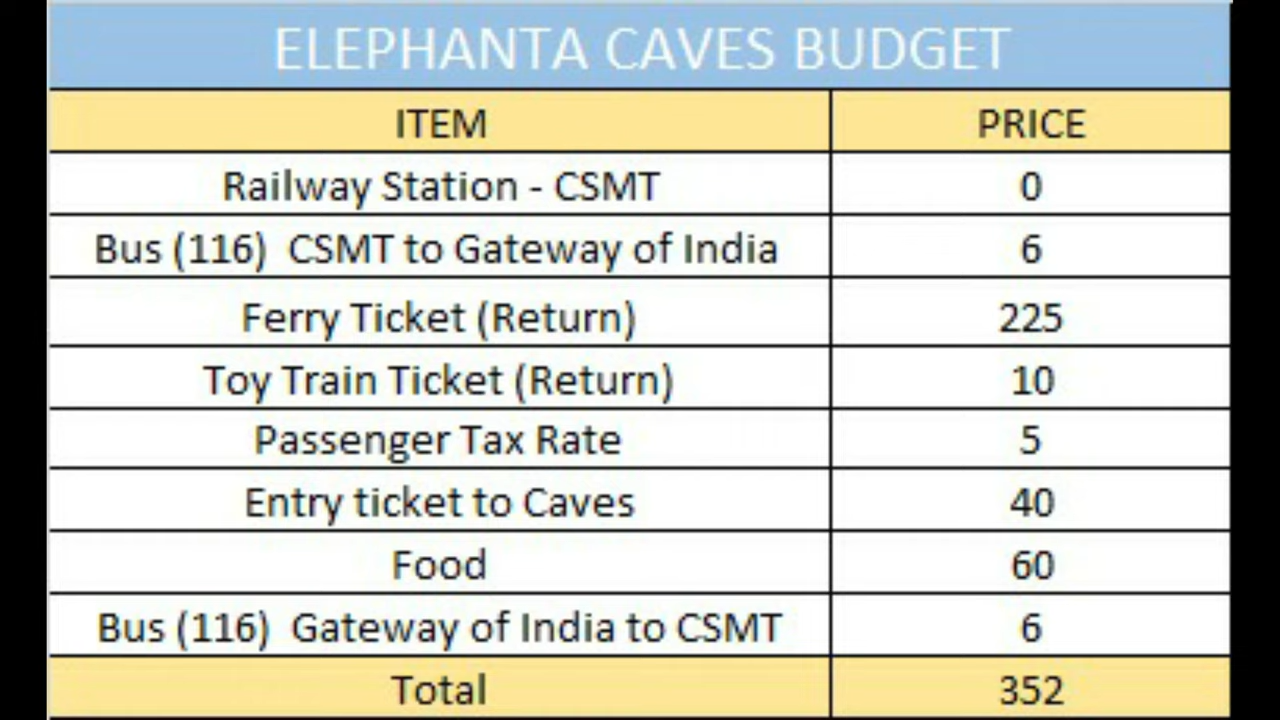 ELEPHANTA CAVES BUDGET
ITEM PRICE
Railway Station - CSMT 0
Bus (116) CSMT to Gateway of India 6
Ferry Ticket (Return) 225
Toy Train Ticket (Return) 10
Passenger Tax Rate 5
Entry ticket to Caves 40
Food 60
Bus (116) Gateway of India to CSMT 6
Total 352